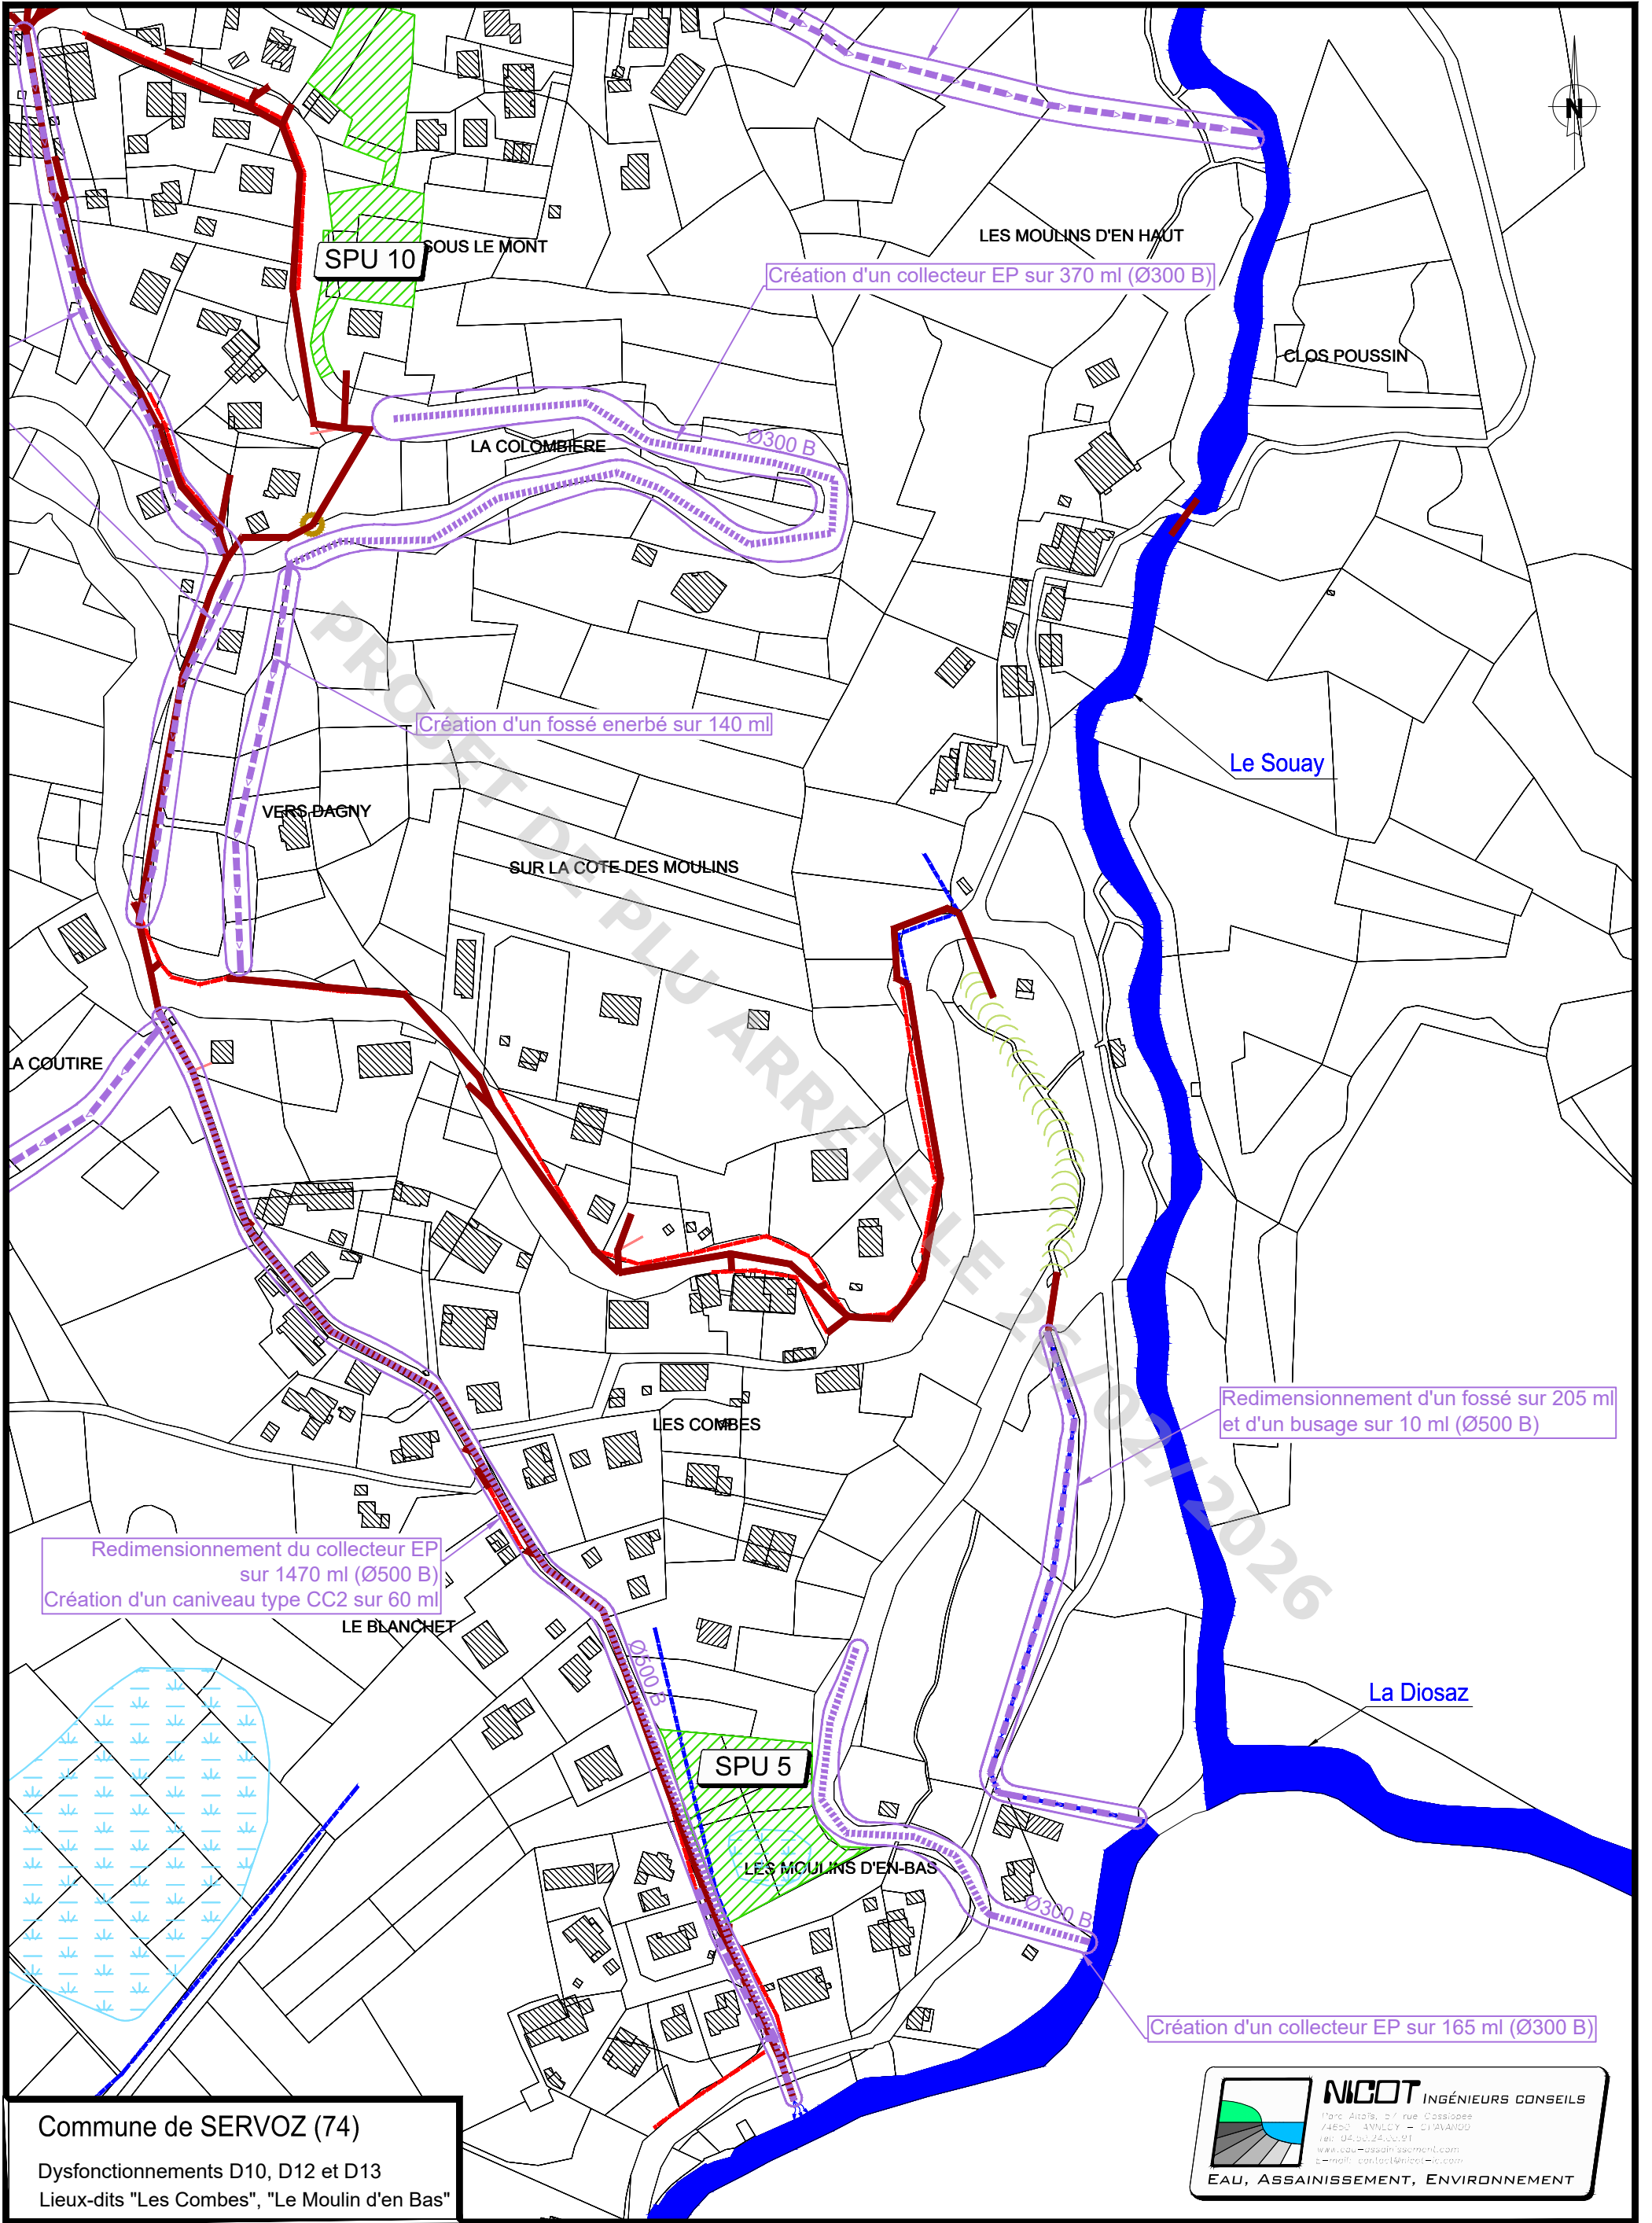 N
SOUS LE MONT
SPU 10
LES MOULINS D'EN HAUT
Création d'un collecteur EP sur 370 ml (Ø300 B)
CLOS POUSSIN
LA COLOMBIERE
Ø300 B
Création d'un fossé enerbé sur 140 ml
Le Souay
VERS DAGNY
SUR LA COTE DES MOULINS
PROJET DE PLU ARRETE LE 26/02/2026
A COUTIRE
Redimensionnement d'un fossé sur 205 ml
et d'un busage sur 10 ml (Ø500 B)
LES COMBES
Redimensionnement du collecteur EP
sur 1470 ml (Ø500 B)
Création d'un caniveau type CC2 sur 60 ml
LE BLANCHET
Ø500 B
La Diosaz
SPU 5
LES MOULINS D'EN-BAS
Ø300 B
Création d'un collecteur EP sur 165 ml (Ø300 B)
Commune de SERVOZ (74)
Dysfonctionnements D10, D12 et D13
Lieux-dits "Les Combes", "Le Moulin d'en Bas"
NICOT INGÉNIEURS CONSEILS
www.eau-assainissement.com
EAU, ASSAINISSEMENT, ENVIRONNEMENT